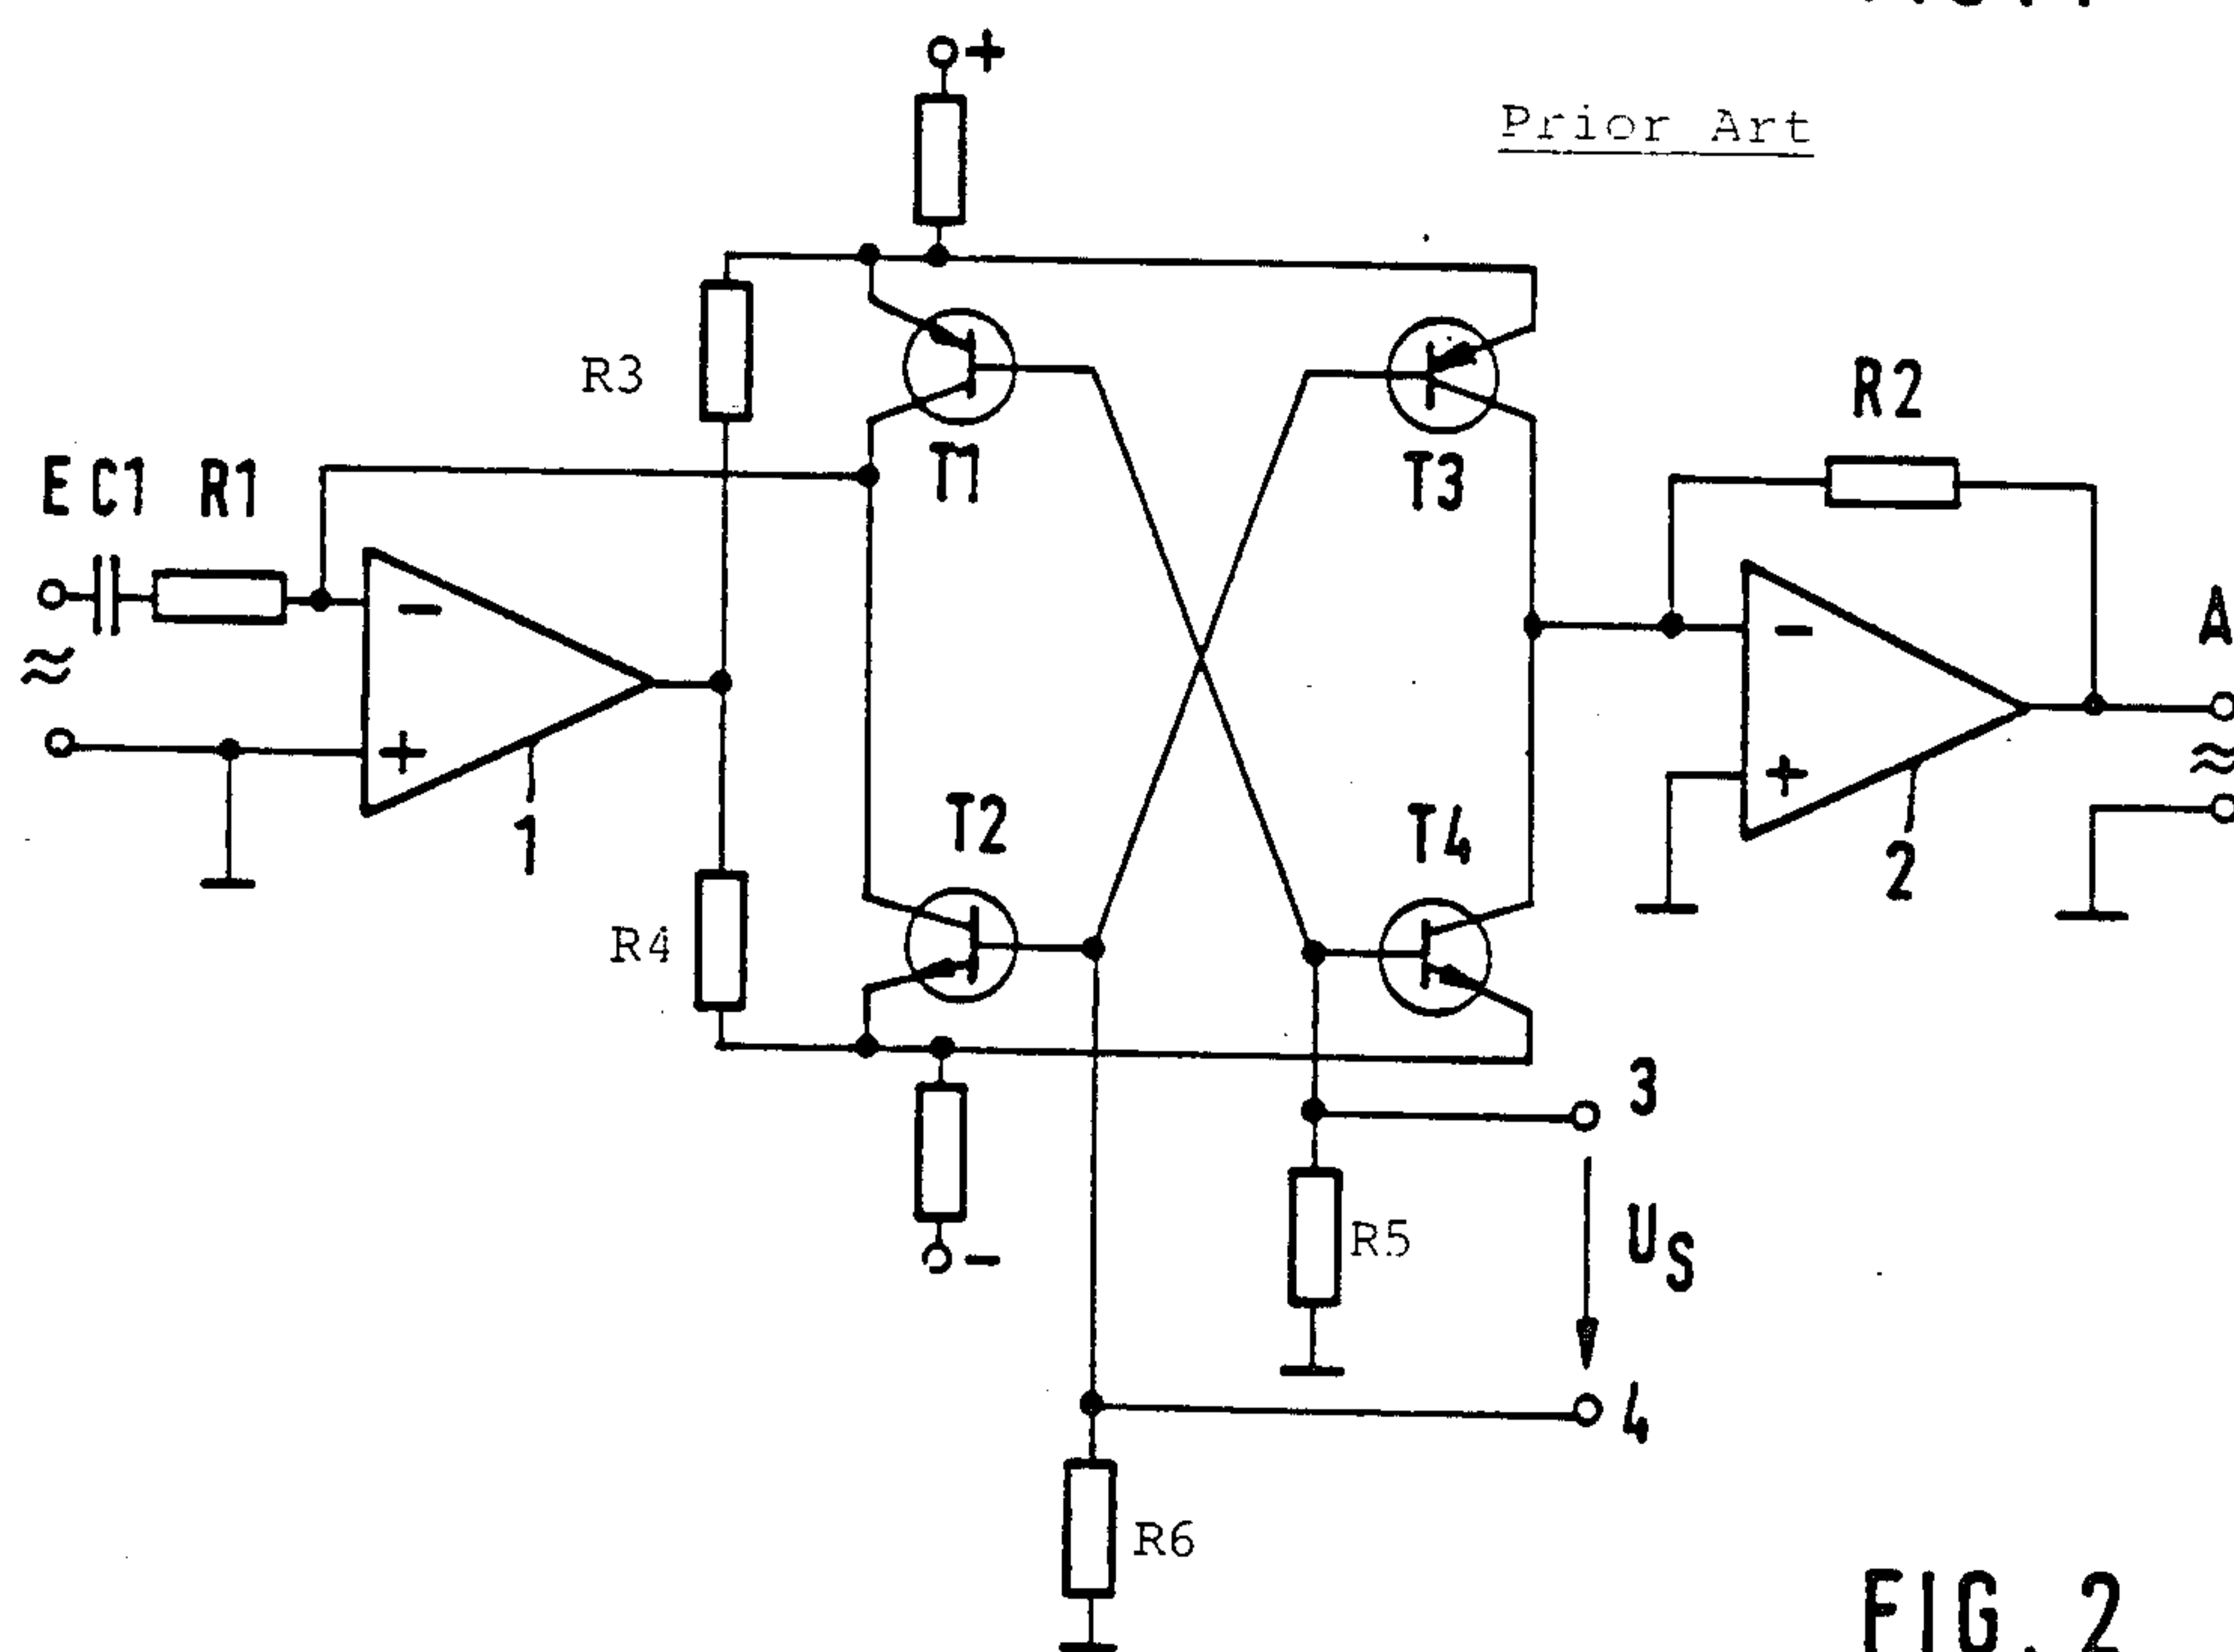 +
Prior Art
R3
T1
T3
R2
E C1 R1
≈
-
+
1
-
+
2
A
≈
T2
T4
R4
-
3
R5
US
4
R6
FIG. 2